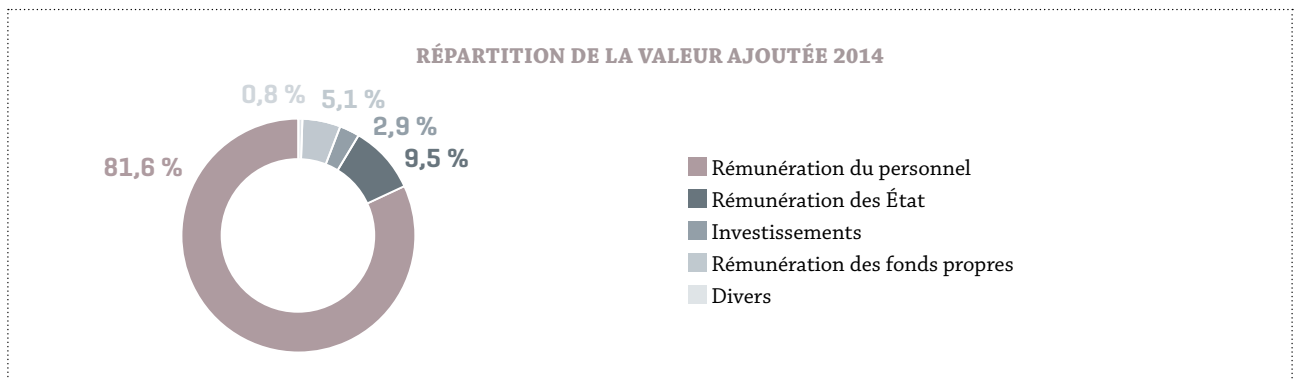 RÉPARTITION DE LA VALEUR AJOUTÉE 2014
0,8 %
5,1 %
2,9 %
9,5 %
81,6 %
Rémunération du personnel
Rémunération des État
Investissements
Rémunération des fonds propres
Divers